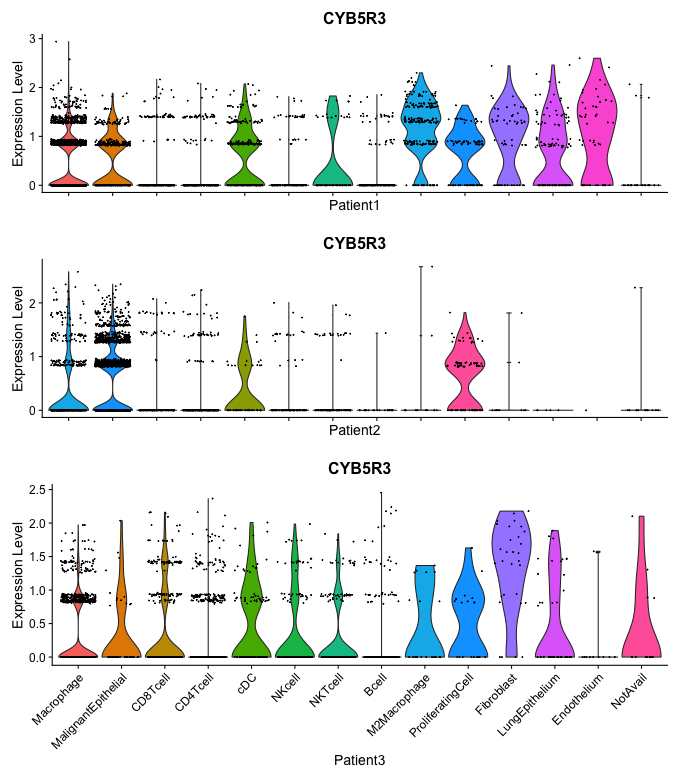 CYB5R3
Expression Level
3
2
1
0
Patient1
CYB5R3
Expression Level
2
1
0
Patient2
CYB5R3
Expression Level
2.5
2.0
1.5
1.0
0.5
0.0
Macrophage
MalignantEpithelial
CD8Tcell
CD4Tcell
cDC
NKcell
NKTcell
Bcell
M2Macrophage
ProliferatingCell
Fibroblast
LungEpithelium
Endothelium
NotAvail
Patient3